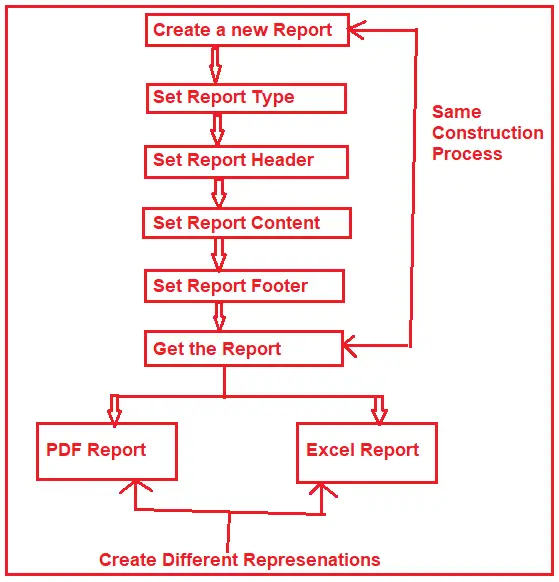 Create a new Report
Set Report Type
Same
Construction
Process
Set Report Header
Set Report Content
Set Report Footer
Get the Report
PDF Report
Excel Report
Create Different Represenations